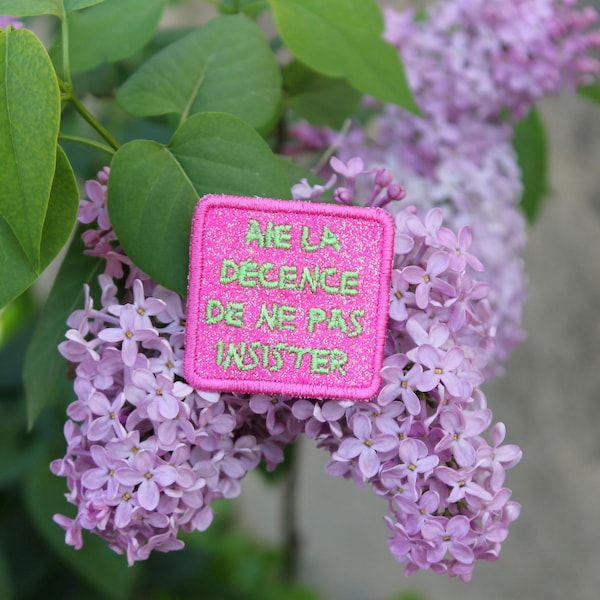 AIE LA
DÉCENCE
DE NE PAS
INSISTER